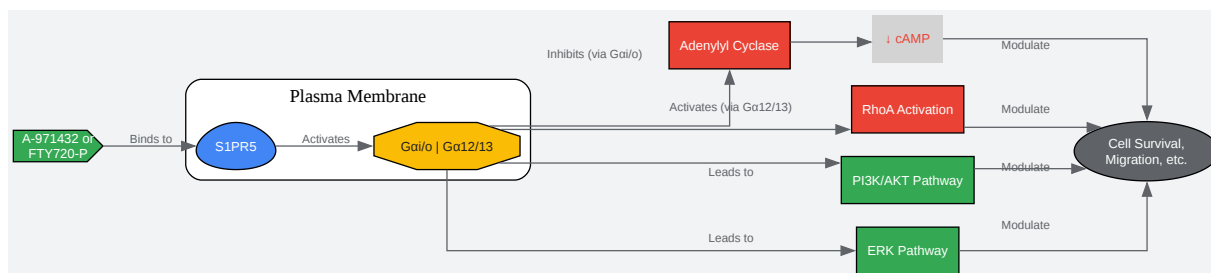 A-971432 or
FTY720-P
Binds to
Plasma Membrane
S1PR5
Activates
Gαi/o | Gα12/13
Inhibits (via Gαi/o)
Adenylyl Cyclase
↓ cAMP
Modulate
Activates (via Gα12/13)
RhoA Activation
Modulate
Leads to
PI3K/AKT Pathway
Modulate
Leads to
ERK Pathway
Modulate
Cell Survival,
Migration, etc.